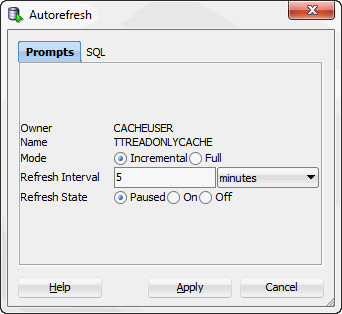 Autorefresh
Prompts SQL
Owner CACHEUSER
Name TTREADONLYCACHE
Mode Incremental Full
Refresh Interval 5 minutes
Refresh State Paused On Off
Help Apply Cancel